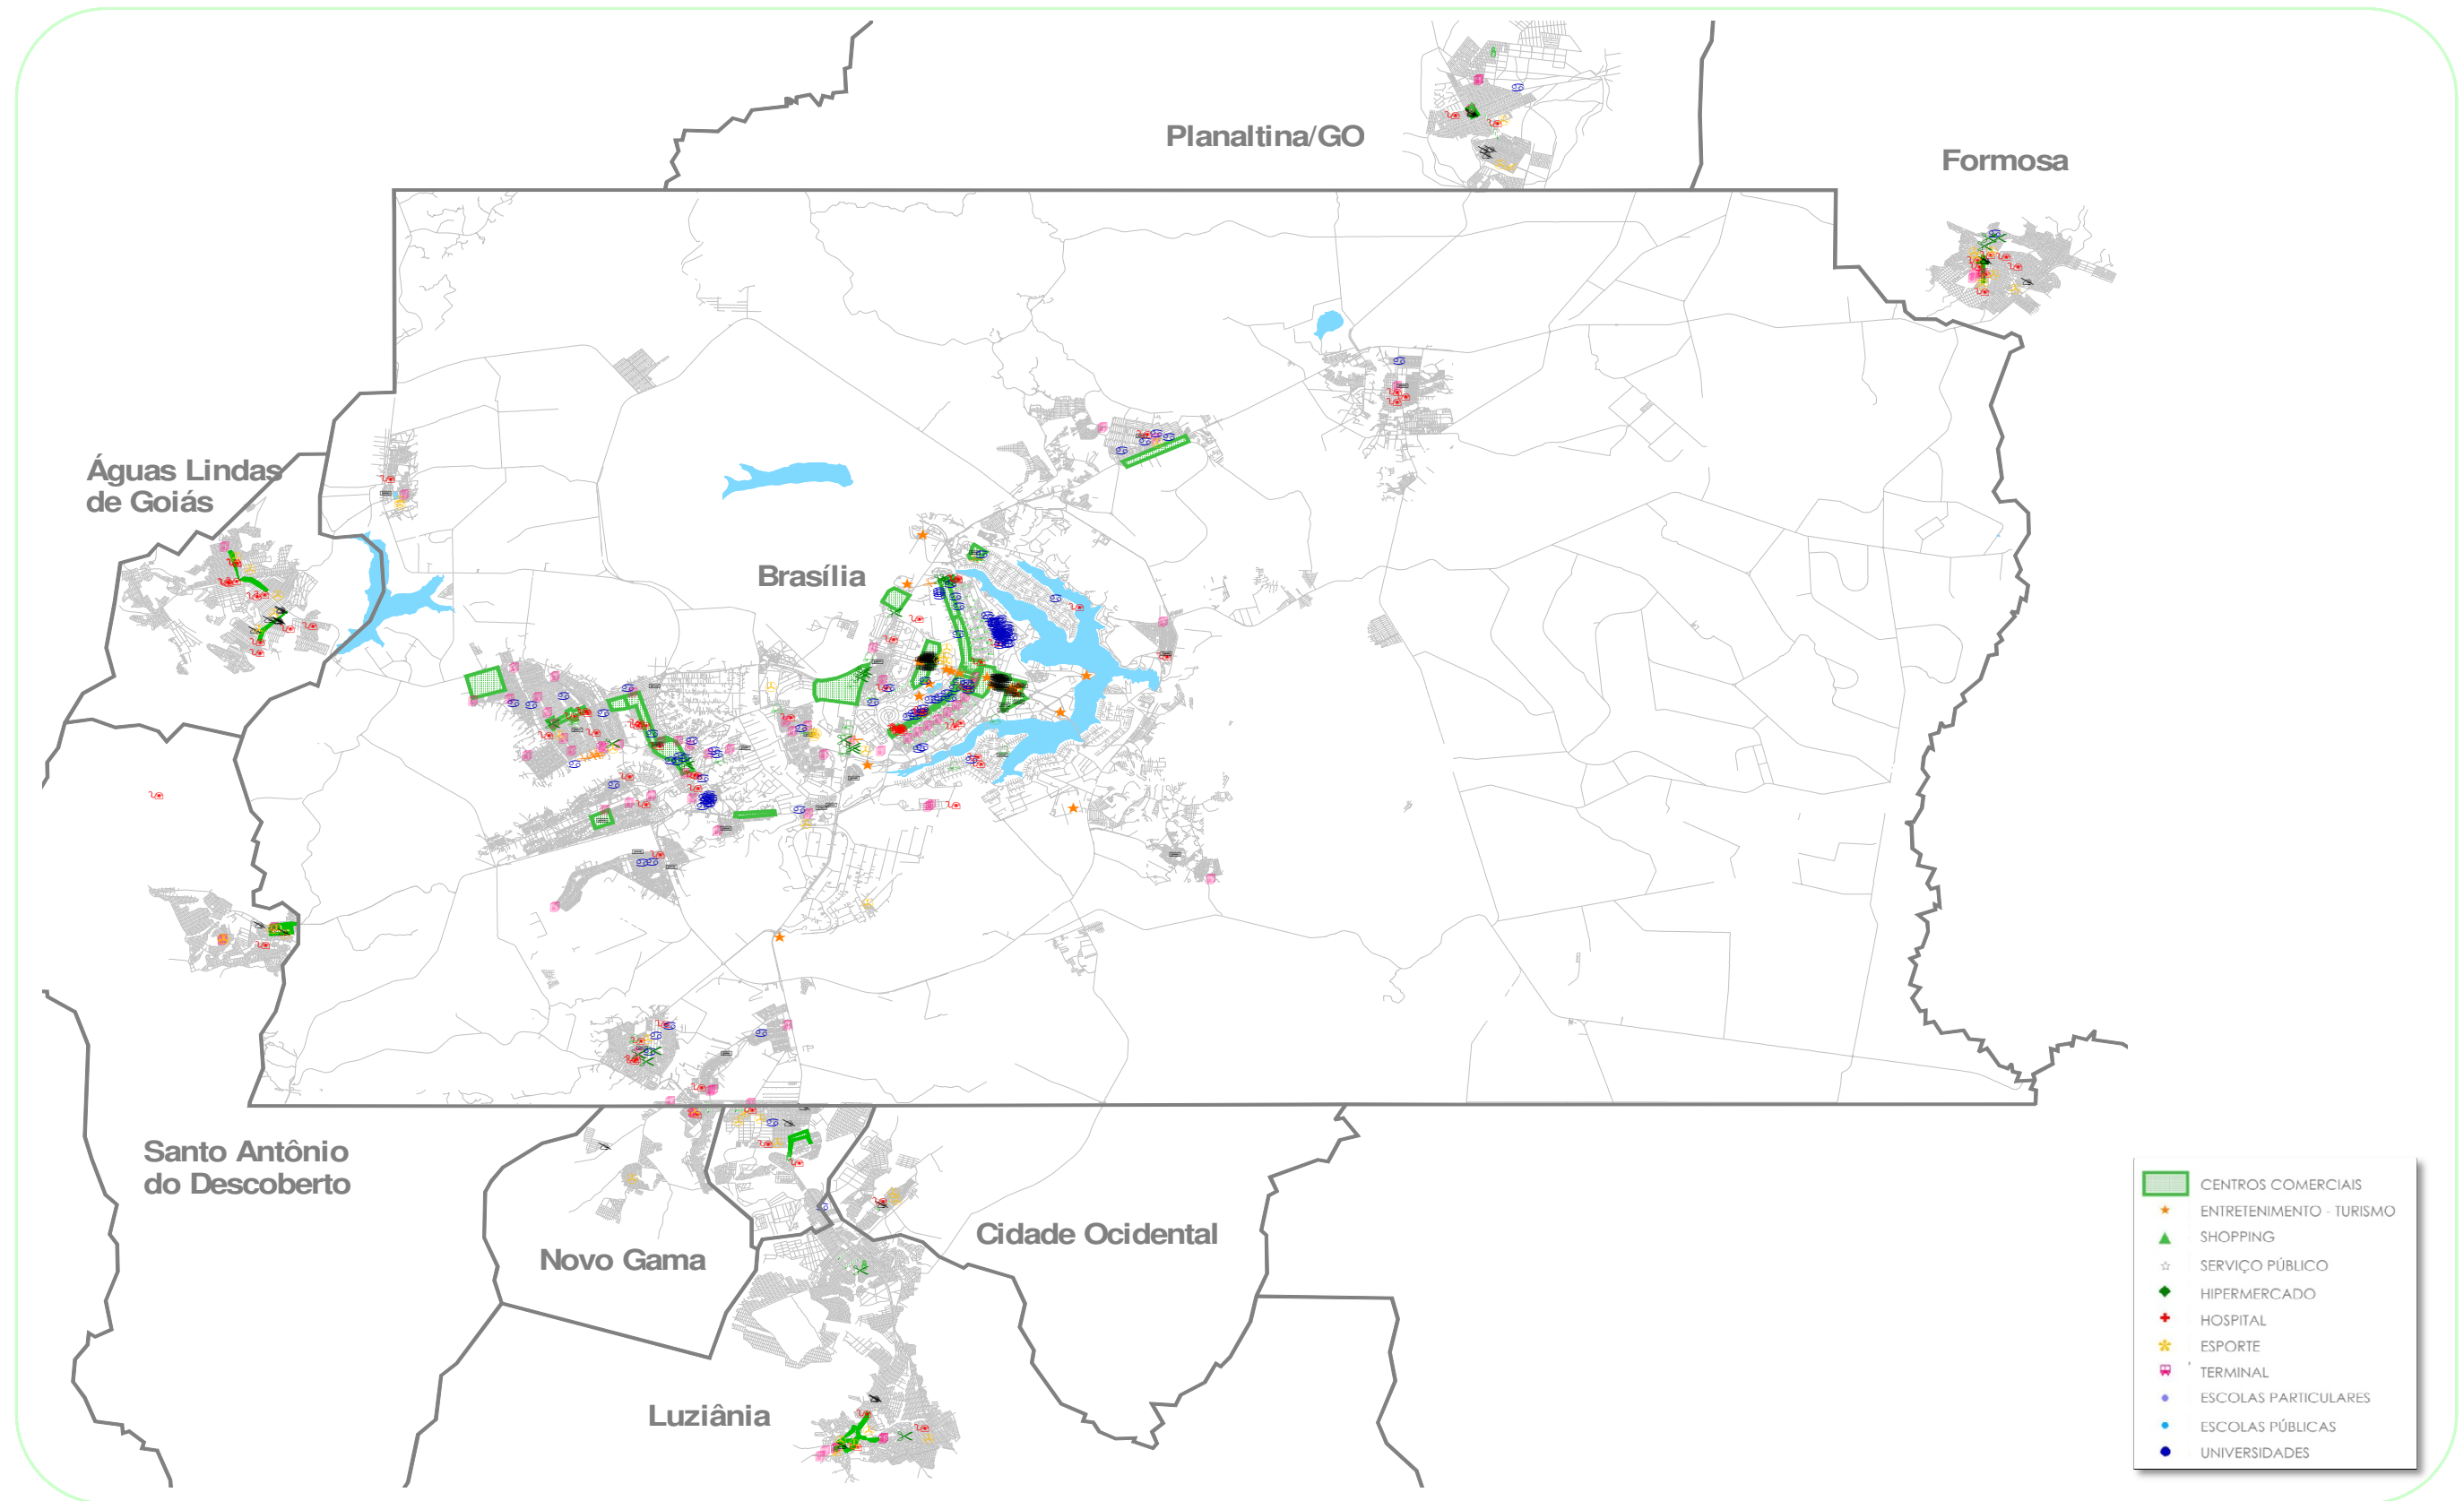 Planaltina/GO
Formosa
Águas Lindas
de Goiás
Brasília
Santo Antônio
do Descoberto
Novo Gama
Cidade Ocidental
Luziânia
CENTROS COMERCIAIS
ENTRETENIMENTO - TURISMO
SHOPPING
SERVIÇO PÚBLICO
HIPERMERCADO
HOSPITAL
ESPORTE
TERMINAL
ESCOLAS PARTICULARES
ESCOLAS PÚBLICAS
UNIVERSIDADES